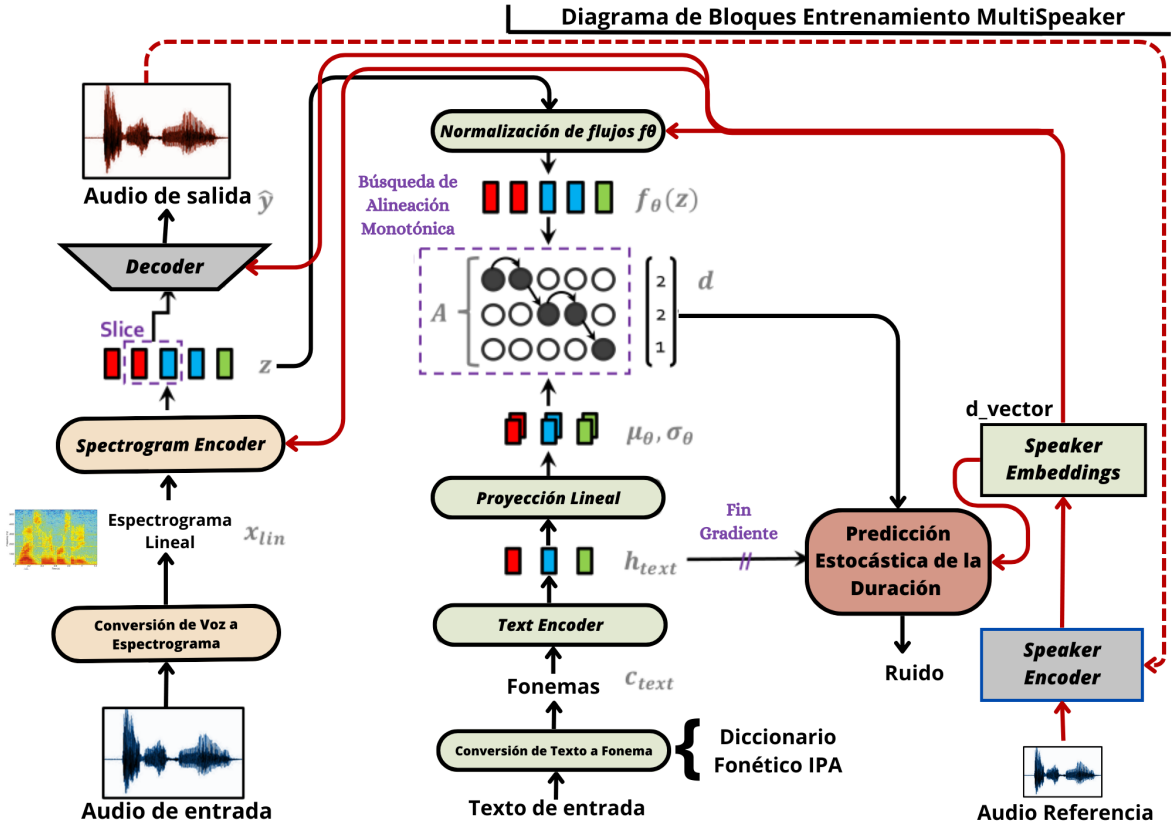 Diagrama de Bloques Entrenamiento MultiSpeaker
Normalización de flujos fθ
Audio de salida ŷ
Búsqueda de
Alineación
Monotónica
f_θ(z)
Decoder
A
2
2
1
d
Slice
z
Spectrogram Encoder
μ_θ, σ_θ
d_vector
Speaker
Embeddings
Proyección Lineal
Espectrograma
Lineal
x_lin
Fin
Gradiente
//
h_text
Predicción
Estocástica de la
Duración
Conversión de Voz a
Espectrograma
Text Encoder
Ruido
Speaker
Encoder
Fonemas
c_text
Conversión de Texto a Fonema
{
Diccionario
Fonético IPA
Audio de entrada
Texto de entrada
Audio Referencia